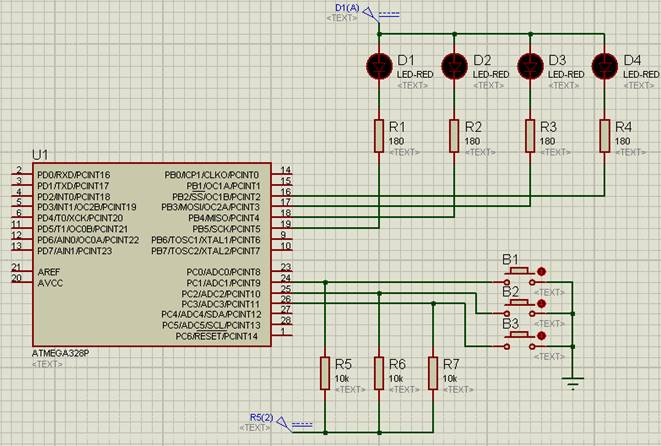 D1(A)
<TEXT>
D1
LED-RED
<TEXT>
D2
LED-RED
<TEXT>
D3
LED-RED
<TEXT>
D4
LED-RED
<TEXT>
R1
180
<TEXT>
R2
180
<TEXT>
R3
180
<TEXT>
R4
180
<TEXT>
U1
2 PD0/RXD/PCINT16
3 PD1/TXD/PCINT17
4 PD2/INT0/PCINT18
5 PD3/INT1/OC2B/PCINT19
6 PD4/T0/XCK/PCINT20
11 PD5/T1/OC0B/PCINT21
12 PD6/AIN0/OC0A/PCINT22
13 PD7/AIN1/PCINT23
21 AREF
20 AVCC
PB0/ICP1/CLKO/PCINT0 14
PB1/OC1A/PCINT1 15
PB2/SS/OC1B/PCINT2 16
PB3/MOSI/OC2A/PCINT3 17
PB4/MISO/PCINT4 18
PB5/SCK/PCINT5 19
PB6/TOSC1/XTAL1/PCINT6 9
PB7/TOSC2/XTAL2/PCINT7 10
PC0/ADC0/PCINT8 23
PC1/ADC1/PCINT9 24
PC2/ADC2/PCINT10 25
PC3/ADC3/PCINT11 26
PC4/ADC4/SDA/PCINT12 27
PC5/ADC5/SCL/PCINT13 28
PC6/RESET/PCINT14 1
ATMEGA328P
<TEXT>
B1
<TEXT>
B2
<TEXT>
B3
<TEXT>
R5
10k
<TEXT>
R6
10k
<TEXT>
R7
10k
<TEXT>
R5(2)
<TEXT>